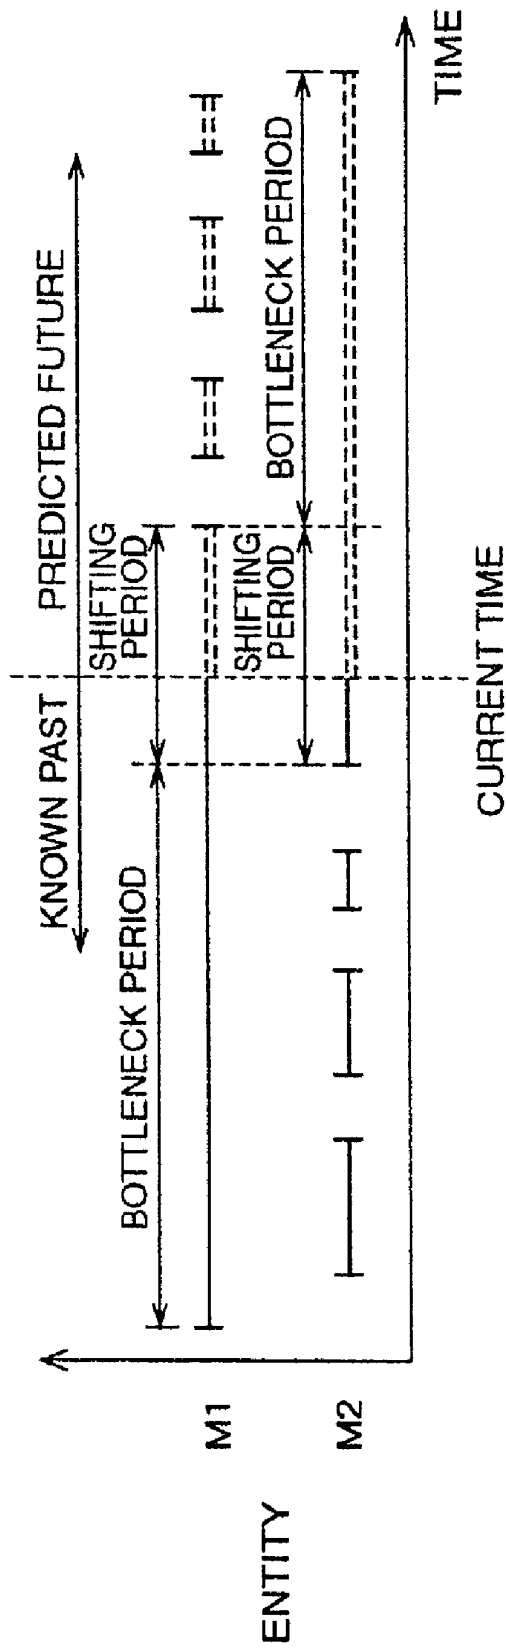 KNOWN PAST
PREDICTED FUTURE
BOTTLENECK PERIOD
SHIFTING
PERIOD
M1
SHIFTING
PERIOD
BOTTLENECK PERIOD
M2
ENTITY
CURRENT TIME
TIME